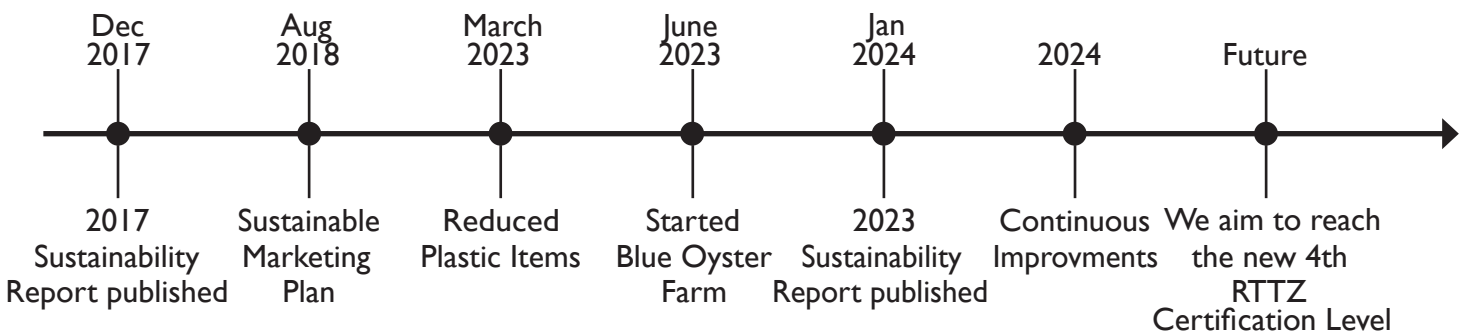 Dec
2017
Aug
2018
March
2023
June
2023
Jan
2024
2024
Future
2017
Sustainability
Report published
Sustainable
Marketing
Plan
Reduced
Plastic Items
Started
Blue Oyster
Farm
2023
Sustainability
Report published
Continuous
Improvments
We aim to reach
the new 4th
RTTZ
Certification Level